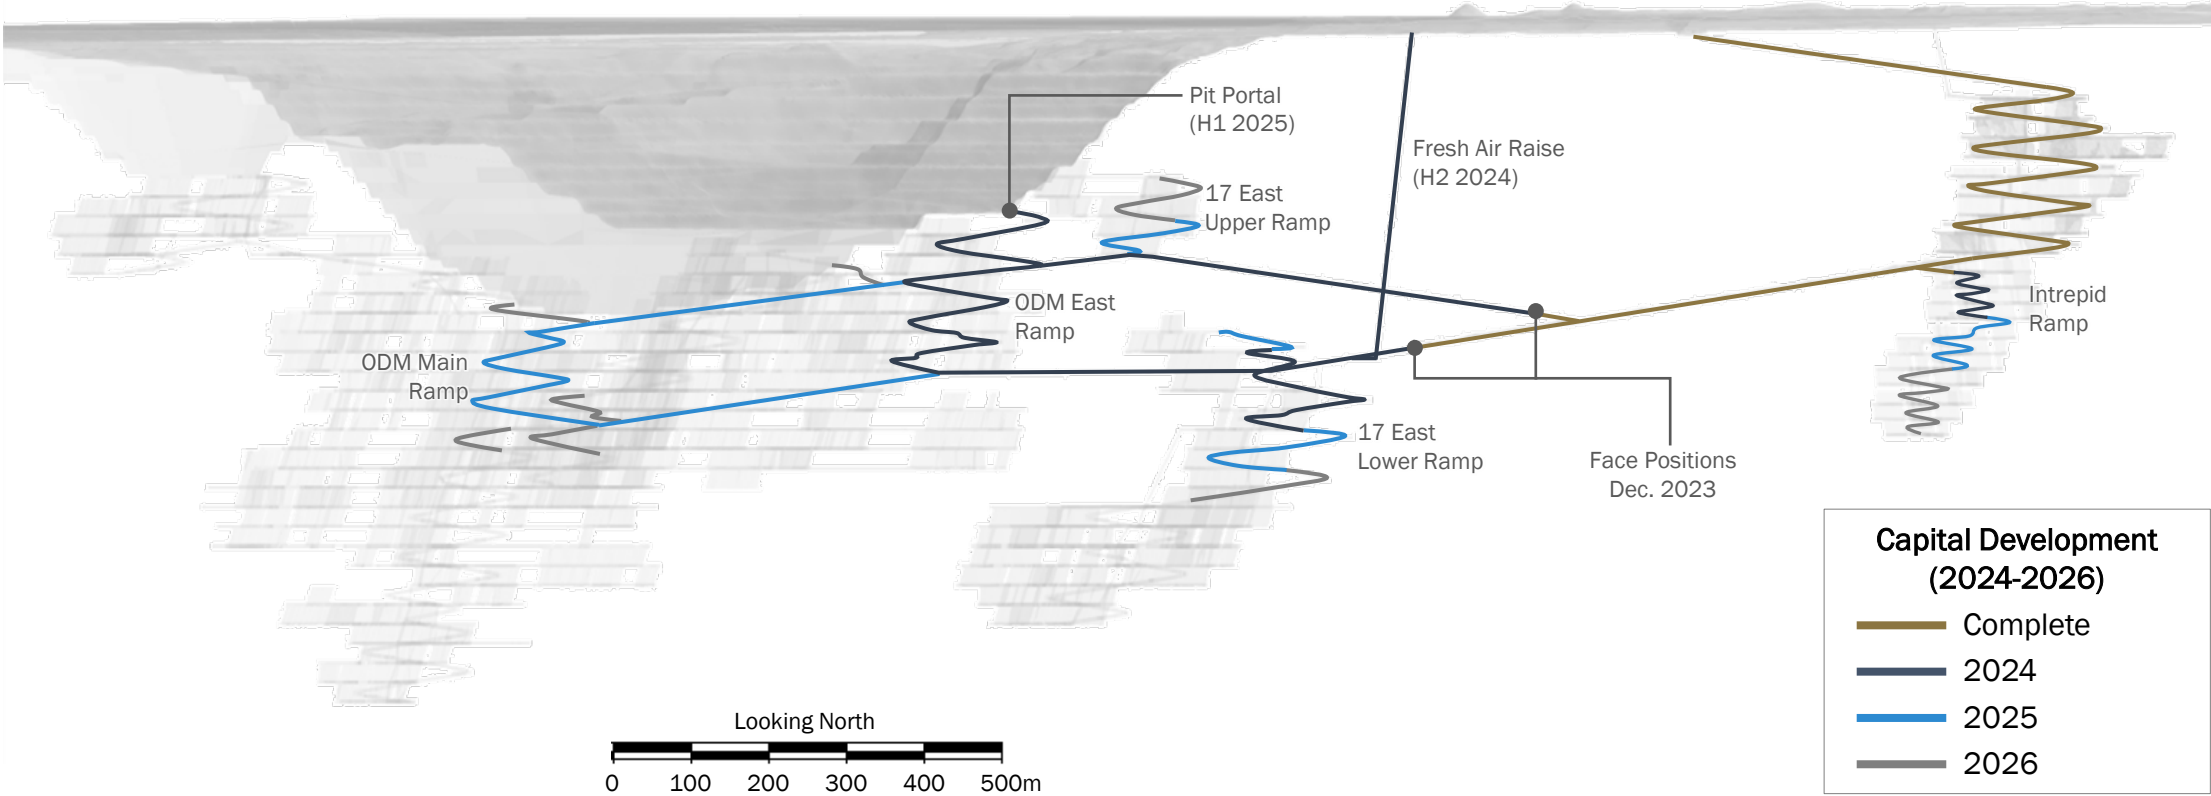 Pit Portal
(H1 2025)
Fresh Air Raise
(H2 2024)
17 East
Upper Ramp
ODM East
Ramp
Intrepid
Ramp
ODM Main
Ramp
17 East
Lower Ramp
Face Positions
Dec. 2023
Capital Development
(2024-2026)
Complete
2024
2025
2026
Looking North
0 100 200 300 400 500m